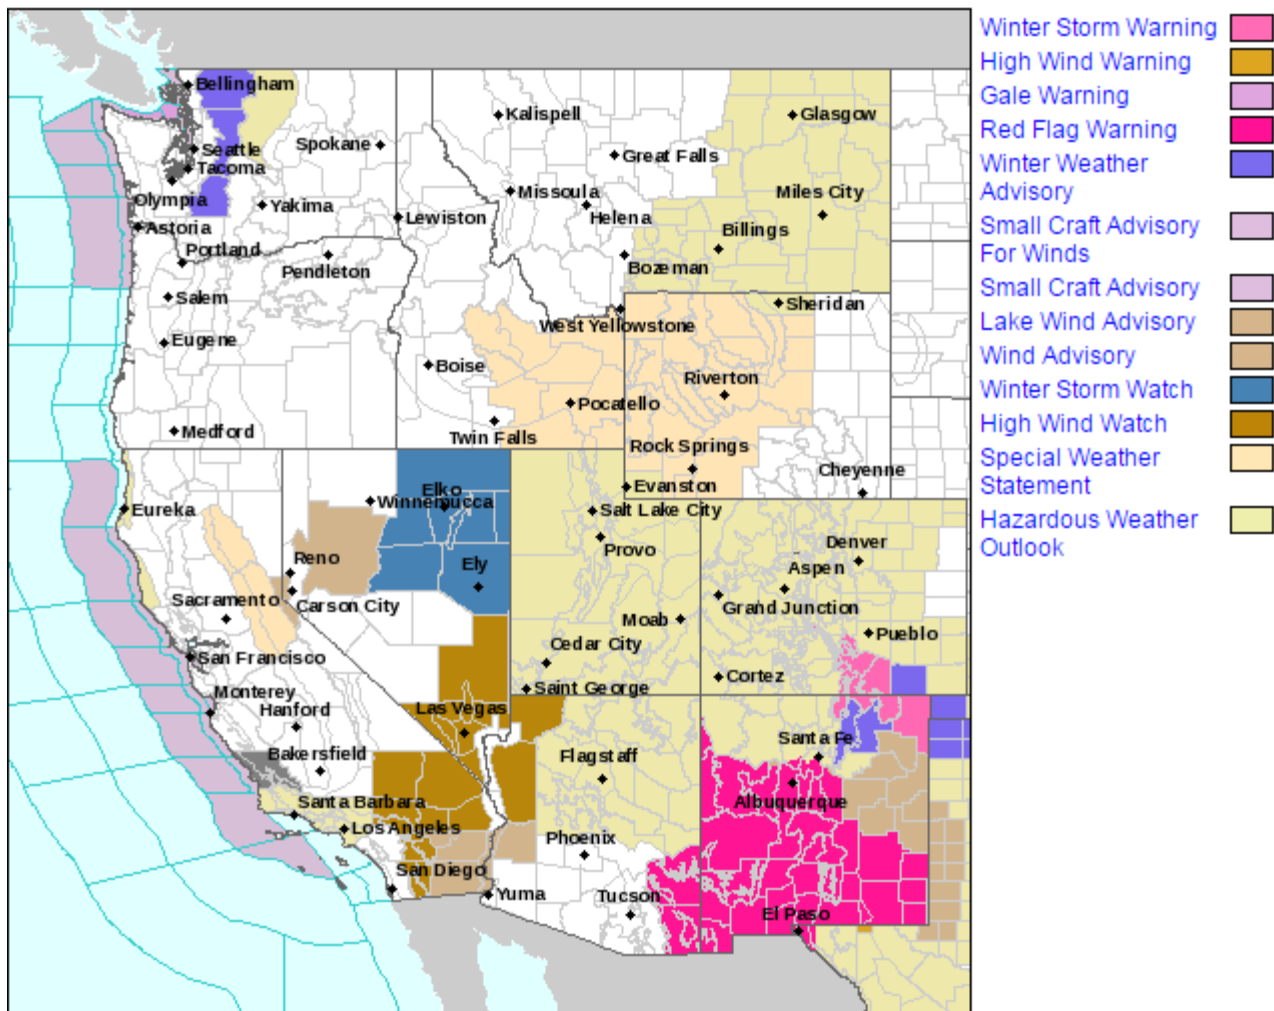 Bellingham
Seattle
Tacoma
Olympia
Spokane
Yakima
Astoria
Portland
Pendleton
Salem
Eugene
Medford
Kalispell
Great Falls
Missoula
Helena
Lewiston
Bozeman
Glasgow
Miles City
Billings
Sheridan
West Yellowstone
Boise
Pocatello
Twin Falls
Riverton
Rock Springs
Evanston
Cheyenne
Eureka
Winnemucca
Elko
Ely
Reno
Carson City
Sacramento
San Francisco
Monterey
Hanford
Bakersfield
Santa Barbara
Los Angeles
San Diego
Las Vegas
Salt Lake City
Provo
Moab
Cedar City
Saint George
Denver
Aspen
Grand Junction
Pueblo
Cortez
Flagstaff
Phoenix
Yuma
Tucson
Santa Fe
Albuquerque
El Paso
Winter Storm Warning
High Wind Warning
Gale Warning
Red Flag Warning
Winter Weather
Advisory
Small Craft Advisory
For Winds
Small Craft Advisory
Lake Wind Advisory
Wind Advisory
Winter Storm Watch
High Wind Watch
Special Weather
Statement
Hazardous Weather
Outlook